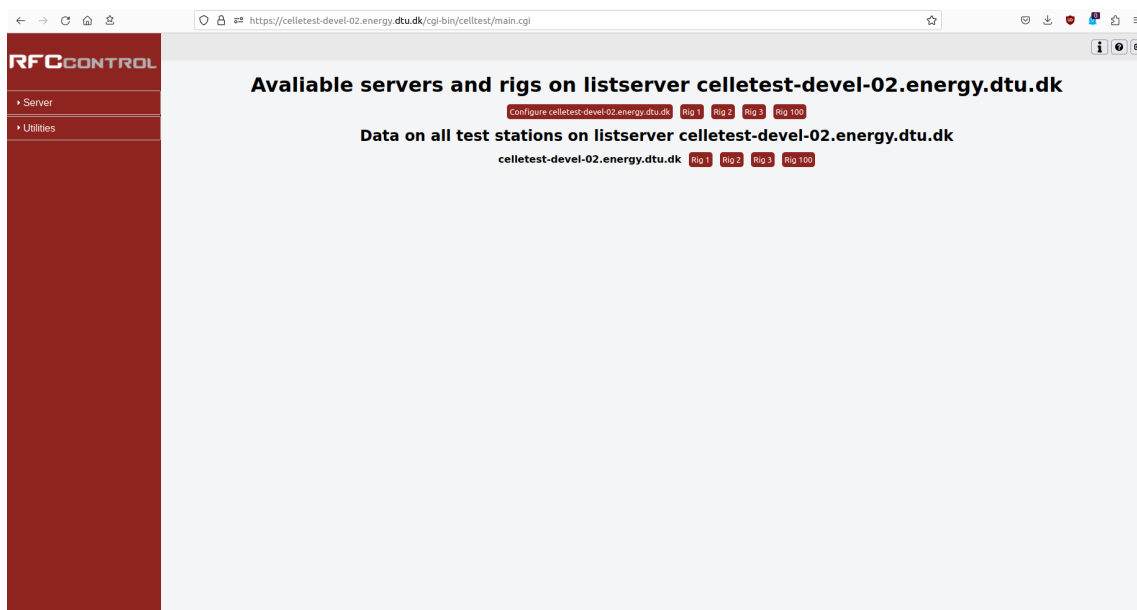 https://celletest-devel-02.energy.dtu.dk/cgi-bin/celltest/main.cgi
0
RFCCONTROL
Server
Utilities
Avaliable servers and rigs on listserver celletest-devel-02.energy.dtu.dk
Configure celletest-devel-02.energy.dtu.dk Rig 1 Rig 2 Rig 3 Rig 100
Data on all test stations on listserver celletest-devel-02.energy.dtu.dk
celletest-devel-02.energy.dtu.dk Rig 1 Rig 2 Rig 3 Rig 100